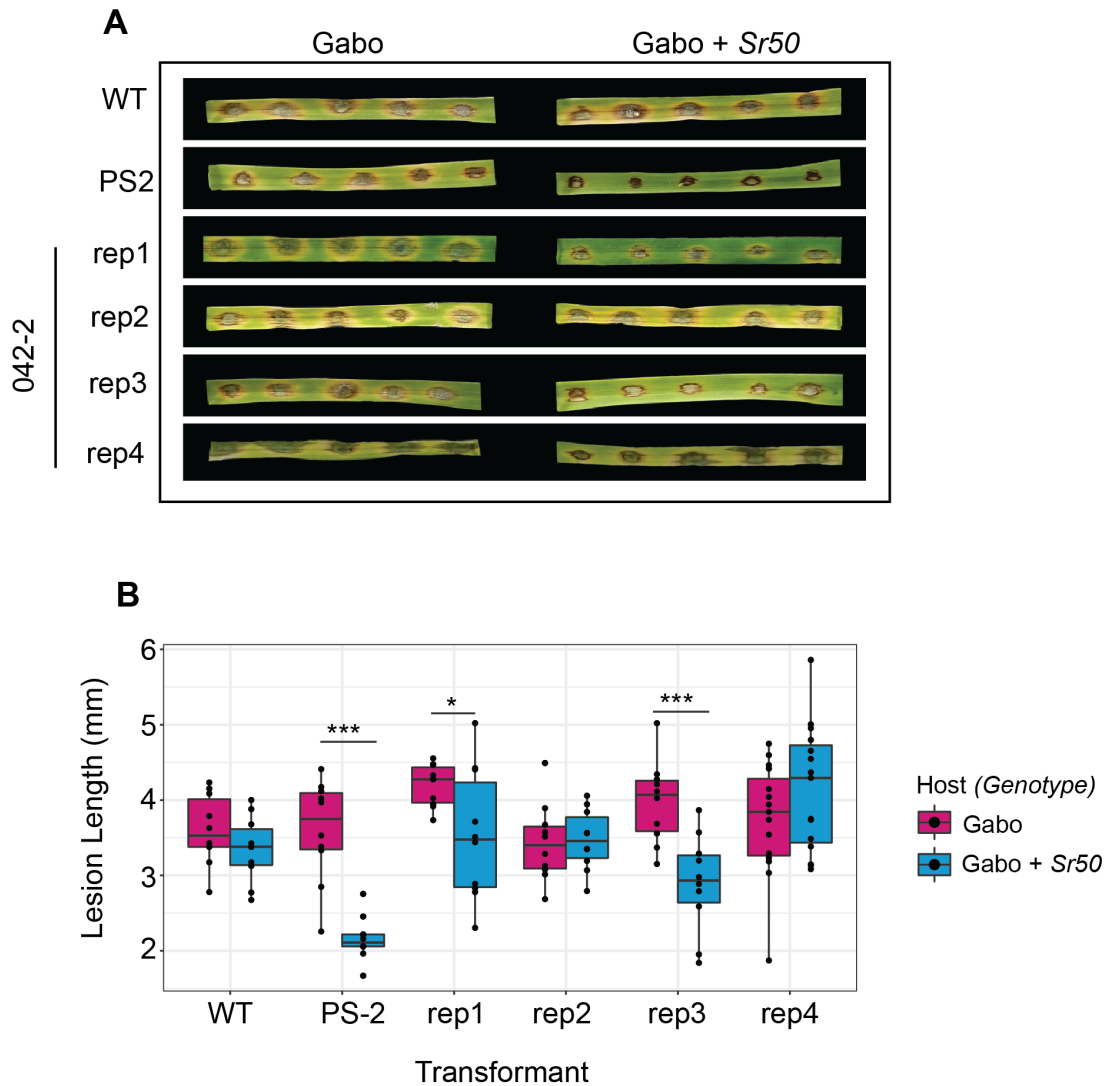 A
Gabo
Gabo + Sr50
WT
PS2
rep1
rep2
rep3
rep4
042-2
B
Lesion Length (mm)
6
5
4
3
2
***
*
***
WT
PS-2
rep1
rep2
rep3
rep4
Transformant
Host (Genotype)
Gabo
Gabo + Sr50